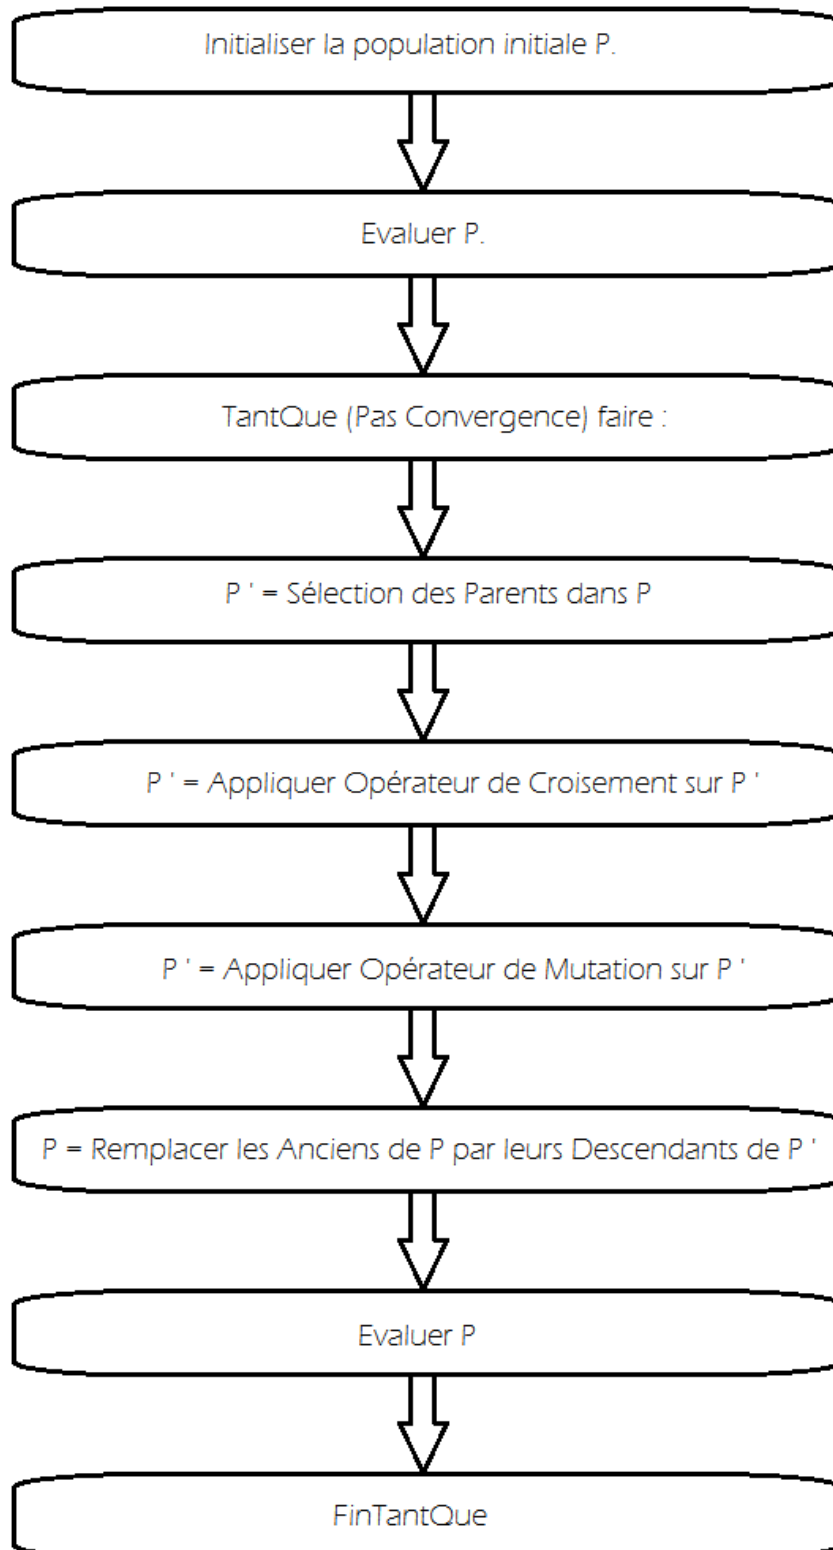 Initialiser la population initiale P.
Evaluer P.
TantQue (Pas Convergence) faire :
P ' = Sélection des Parents dans P
P ' = Appliquer Opérateur de Croisement sur P '
P ' = Appliquer Opérateur de Mutation sur P '
P = Remplacer les Anciens de P par leurs Descendants de P '
Evaluer P
FinTantQue